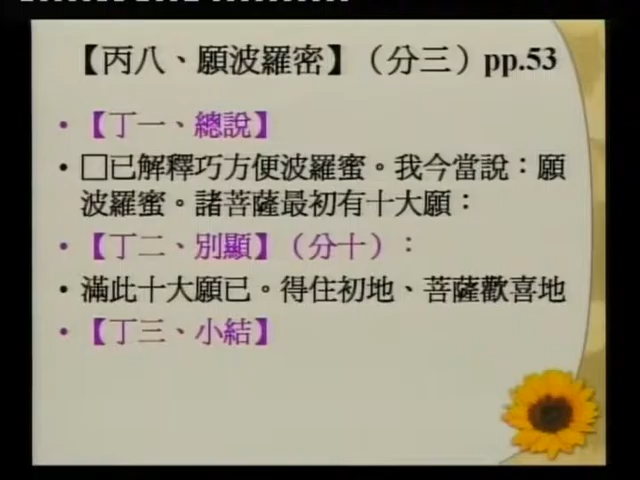 【丙八、願波羅密】（分三）pp.53
•【丁一、總說】
• □已解釋巧方便波羅蜜。我今當說：願
波羅蜜。諸菩薩最初有十大願：
•【丁二、別顯】（分十）：
• 滿此十大願已。得住初地、菩薩歡喜地
•【丁三、小結】